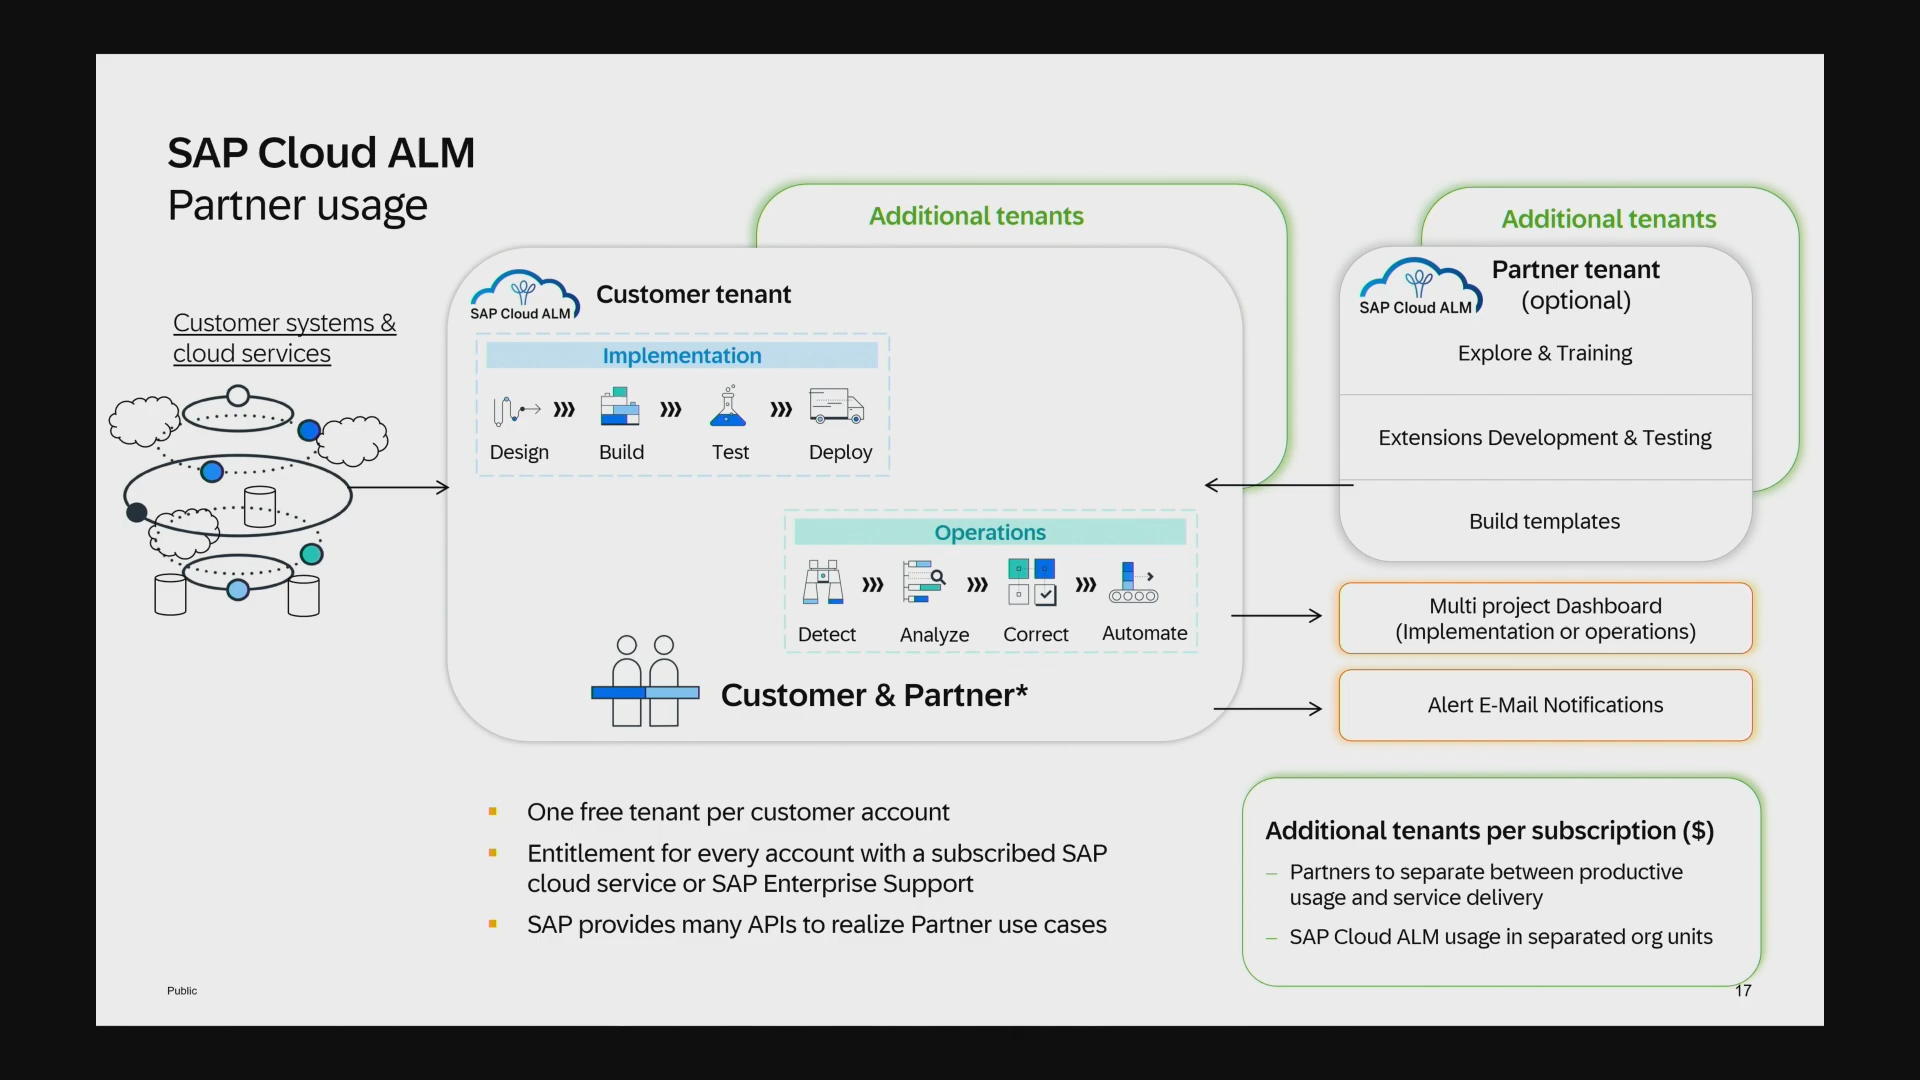 SAP Cloud ALM
Partner usage
Additional tenants
Additional tenants
SAP Cloud ALM
Customer tenant
SAP Cloud ALM
Partner tenant
(optional)
Customer systems &
cloud services
Implementation
Design
Build
Test
Deploy
Explore & Training
Extensions Development & Testing
Build templates
Operations
Detect
Analyze
Correct
Automate
Multi project Dashboard
(Implementation or operations)
Customer & Partner*
Alert E-Mail Notifications
▪ One free tenant per customer account
▪ Entitlement for every account with a subscribed SAP
cloud service or SAP Enterprise Support
▪ SAP provides many APIs to realize Partner use cases
Additional tenants per subscription ($)
– Partners to separate between productive
usage and service delivery
– SAP Cloud ALM usage in separated org units
Public
17